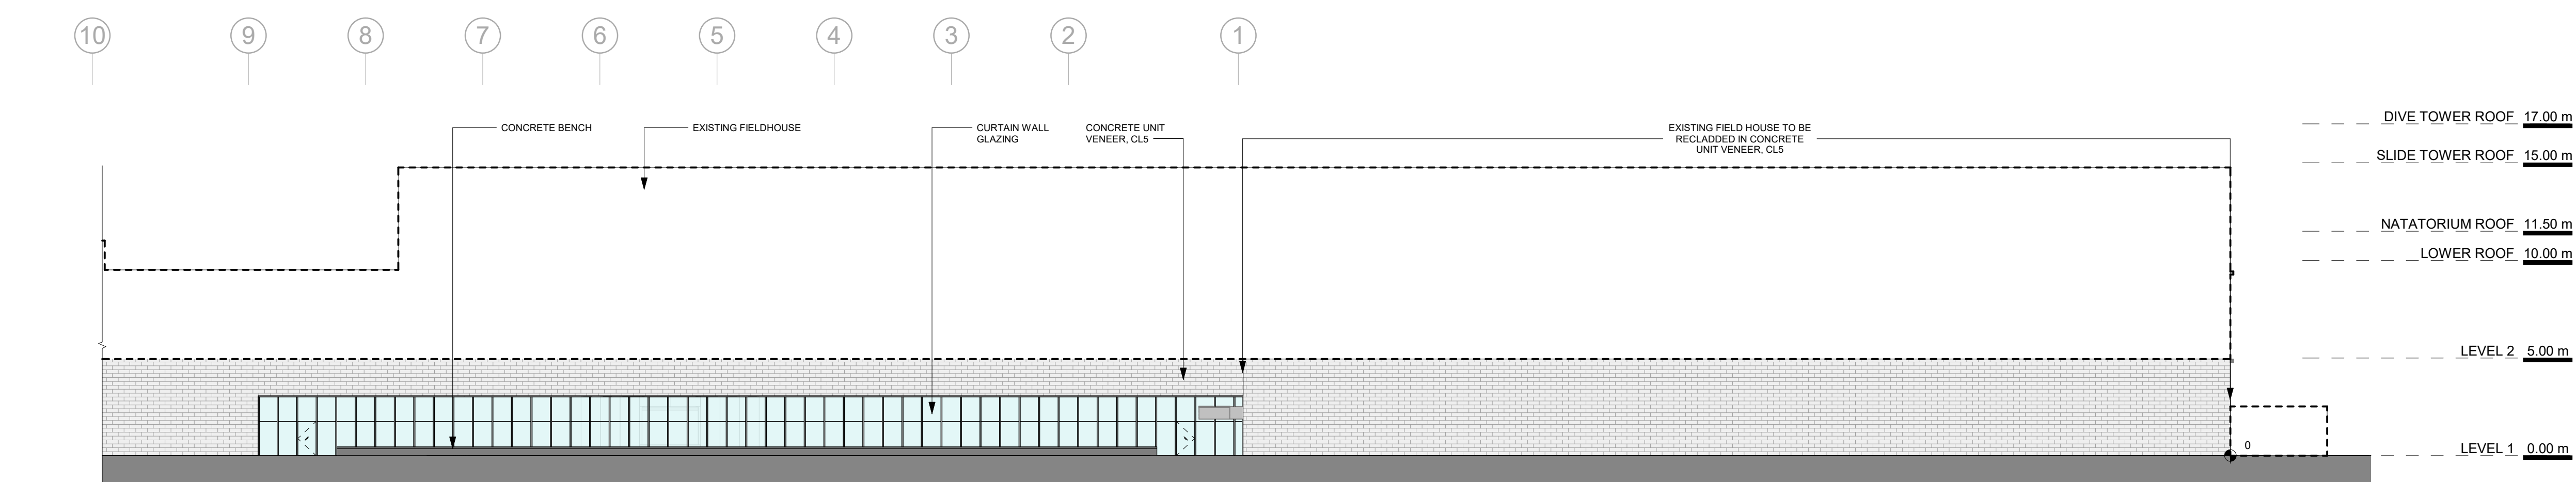 10 9 8 7 6 5 4 3 2 1
CONCRETE BENCH
EXISTING FIELDHOUSE
CURTAIN WALL
GLAZING
CONCRETE UNIT
VENEER, CL5
EXISTING FIELD HOUSE TO BE
RECLADDED IN CONCRETE
UNIT VENEER, CL5
DIVE TOWER ROOF 17.00 m
SLIDE TOWER ROOF 15.00 m
NATATORIUM ROOF 11.50 m
LOWER ROOF 10.00 m
LEVEL 2 5.00 m
0
LEVEL 1 0.00 m